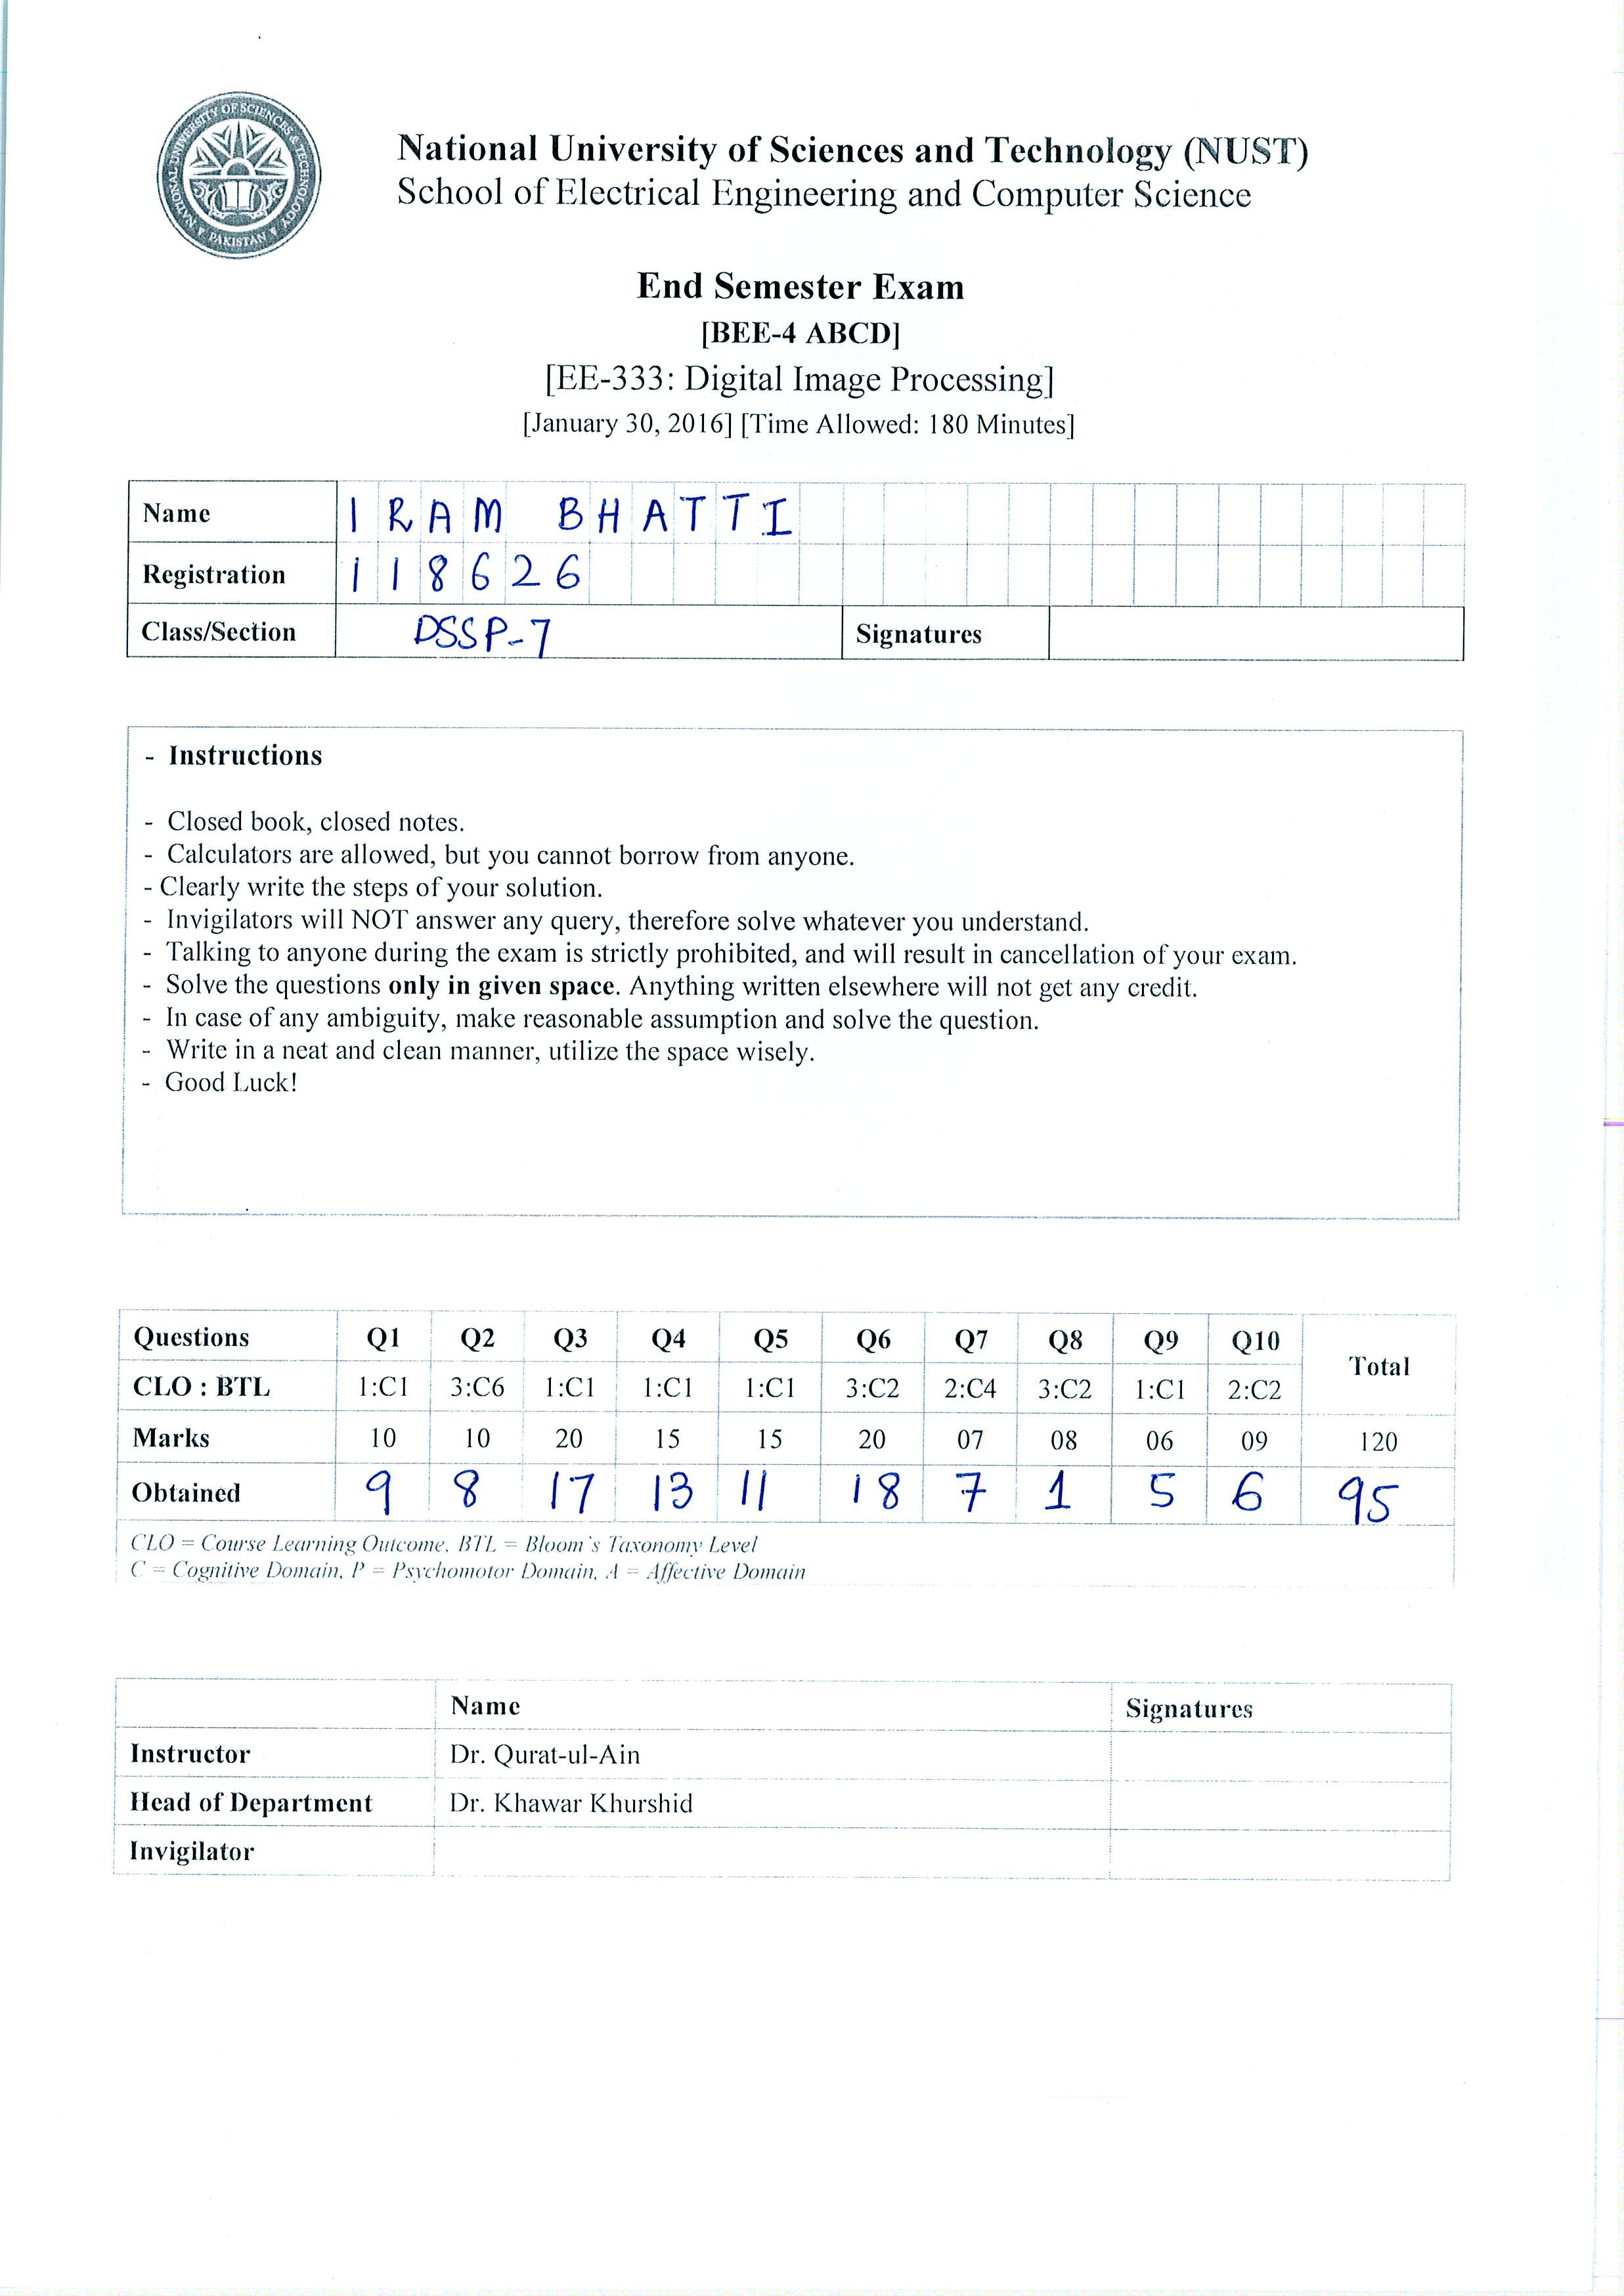 NATIONAL UNIVERSITY OF SCIENCES & TECHNOLOGY
PAKISTAN
National University of Sciences and Technology (NUST)
School of Electrical Engineering and Computer Science
End Semester Exam
[BEE-4 ABCD]
[EE-333: Digital Image Processing]
[January 30, 2016] [Time Allowed: 180 Minutes]
Name IRAM BHATTI
Registration 118626
Class/Section DSSP-7 Signatures
- Instructions
- Closed book, closed notes.
- Calculators are allowed, but you cannot borrow from anyone.
- Clearly write the steps of your solution.
- Invigilators will NOT answer any query, therefore solve whatever you understand.
- Talking to anyone during the exam is strictly prohibited, and will result in cancellation of your exam.
- Solve the questions only in given space. Anything written elsewhere will not get any credit.
- In case of any ambiguity, make reasonable assumption and solve the question.
- Write in a neat and clean manner, utilize the space wisely.
- Good Luck!
Questions Q1 Q2 Q3 Q4 Q5 Q6 Q7 Q8 Q9 Q10 Total
CLO : BTL 1:C1 3:C6 1:C1 1:C1 1:C1 3:C2 2:C4 3:C2 1:C1 2:C2
Marks 10 10 20 15 15 20 07 08 06 09 120
Obtained 9 8 17 13 11 18 7 1 5 6 95
CLO = Course Learning Outcome, BTL = Bloom's Taxonomy Level
C = Cognitive Domain, P = Psychomotor Domain, A = Affective Domain
Name Signatures
Instructor Dr. Qurat-ul-Ain
Head of Department Dr. Khawar Khurshid
Invigilator